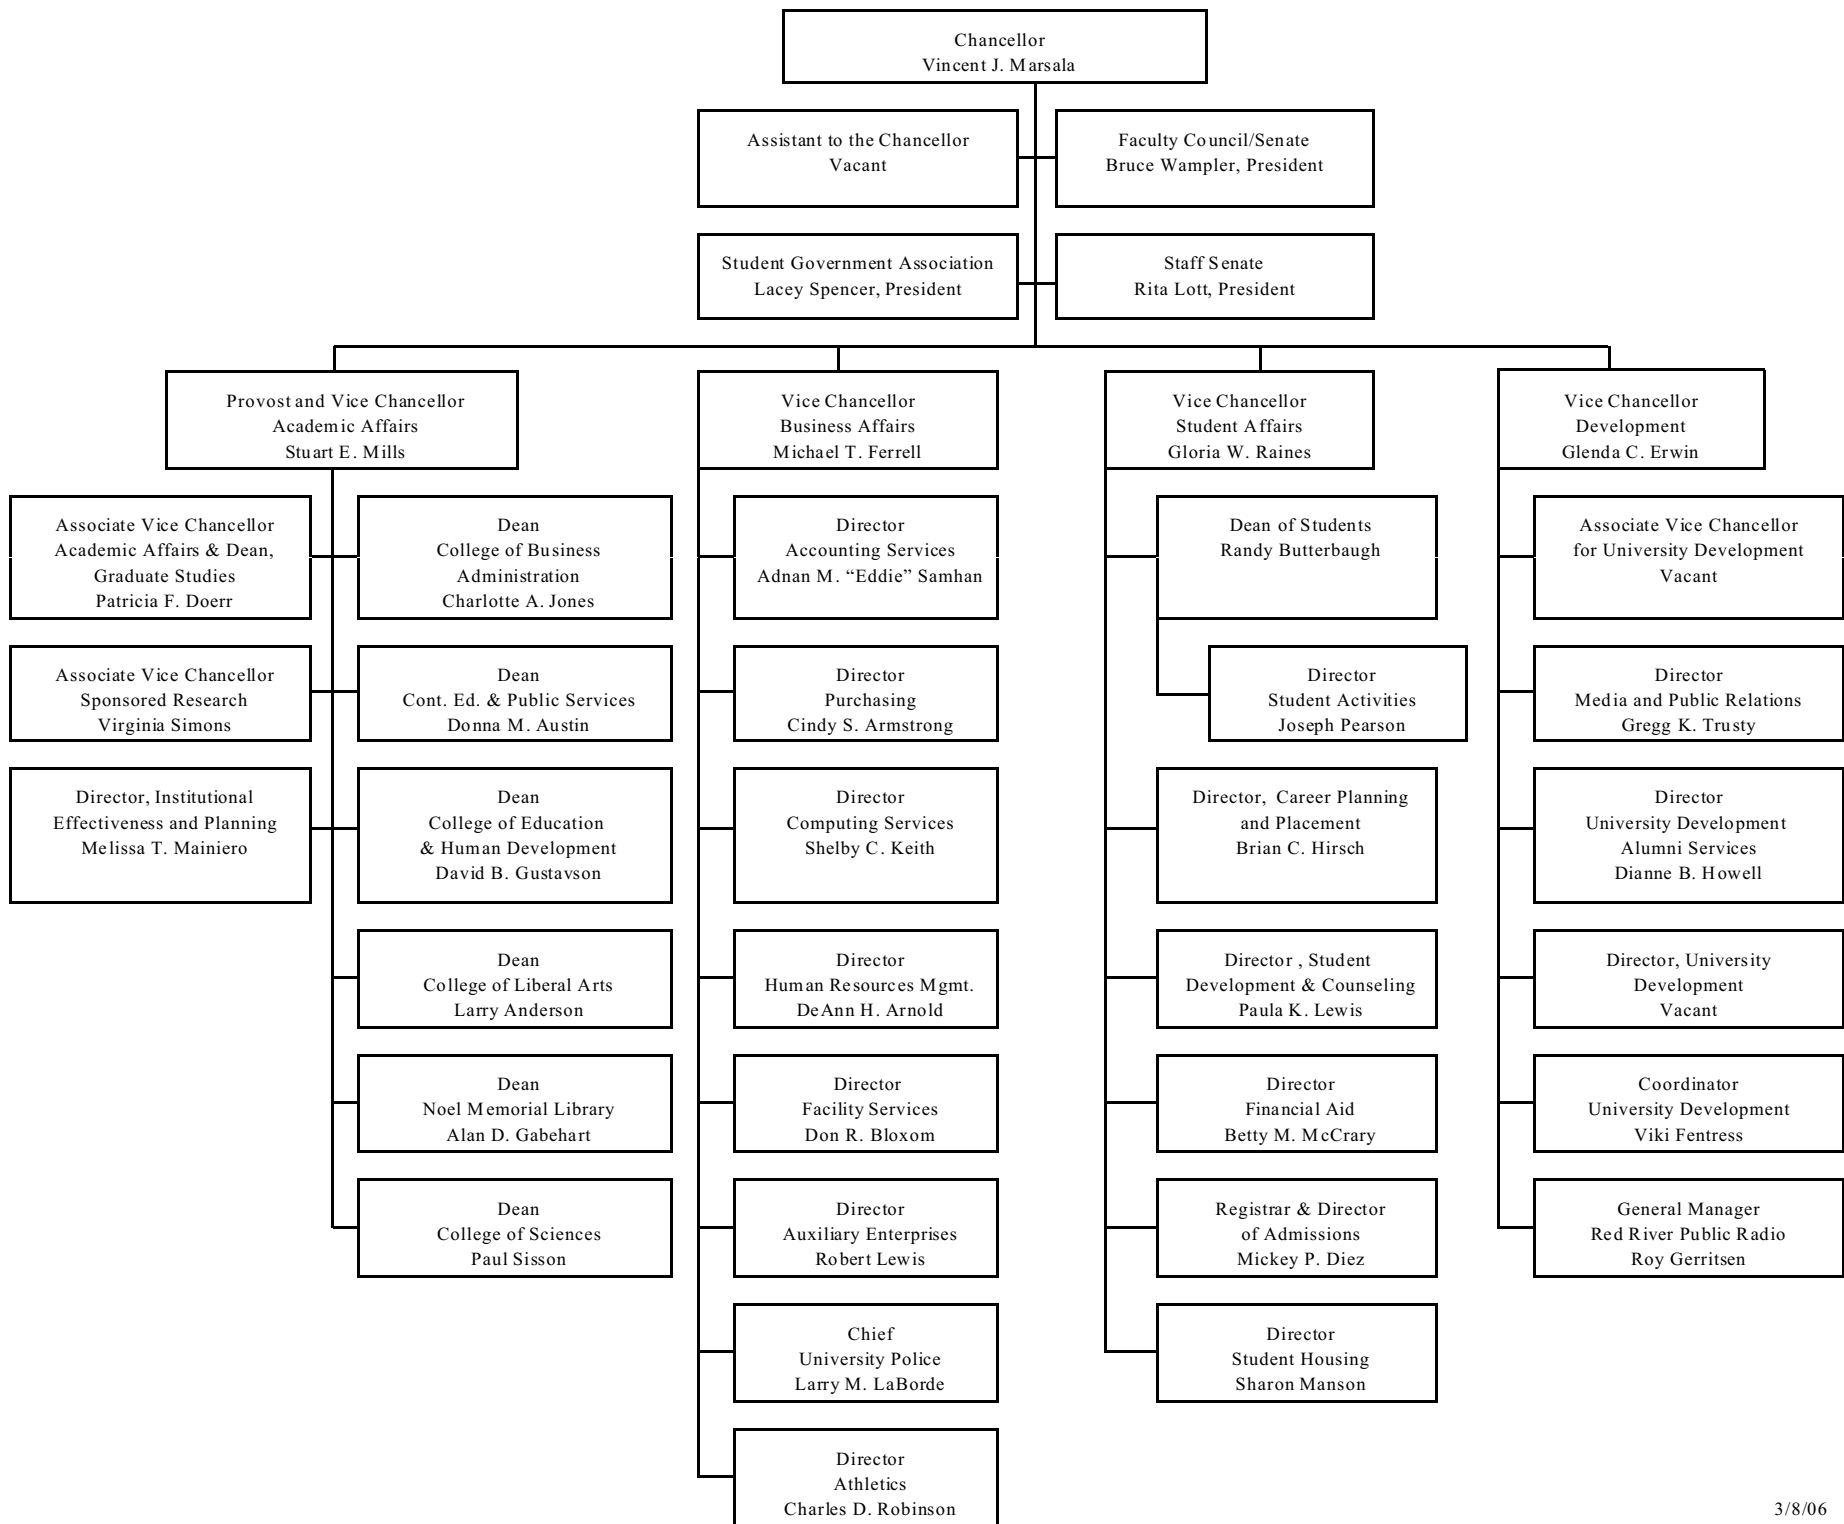 Chancellor
Vincent J. Marsala
Assistant to the Chancellor
Vacant
Faculty Council/Senate
Bruce Wampler, President
Student Government Association
Lacey Spencer, President
Staff Senate
Rita Lott, President
Provost and Vice Chancellor
Academic Affairs
Stuart E. Mills
Associate Vice Chancellor
Academic Affairs & Dean,
Graduate Studies
Patricia F. Doerr
Associate Vice Chancellor
Sponsored Research
Virginia Simons
Director, Institutional
Effectiveness and Planning
Melissa T. Mainiero
Dean
College of Business
Administration
Charlotte A. Jones
Dean
Cont. Ed. & Public Services
Donna M. Austin
Dean
College of Education
& Human Development
David B. Gustavson
Dean
College of Liberal Arts
Larry Anderson
Dean
Noel Memorial Library
Alan D. Gabehart
Dean
College of Sciences
Paul Sisson
Vice Chancellor
Business Affairs
Michael T. Ferrell
Director
Accounting Services
Adnan M. “Eddie” Samhan
Director
Purchasing
Cindy S. Armstrong
Director
Computing Services
Shelby C. Keith
Director
Human Resources Mgmt.
DeAnn H. Arnold
Director
Facility Services
Don R. Bloxom
Director
Auxiliary Enterprises
Robert Lewis
Chief
University Police
Larry M. LaBorde
Director
Athletics
Charles D. Robinson
Vice Chancellor
Student Affairs
Gloria W. Raines
Dean of Students
Randy Butterbaugh
Director
Student Activities
Joseph Pearson
Director, Career Planning
and Placement
Brian C. Hirsch
Director , Student
Development & Counseling
Paula K. Lewis
Director
Financial Aid
Betty M. McCrary
Registrar & Director
of Admissions
Mickey P. Diez
Director
Student Housing
Sharon Manson
Vice Chancellor
Development
Glenda C. Erwin
Associate Vice Chancellor
for University Development
Vacant
Director
Media and Public Relations
Gregg K. Trusty
Director
University Development
Alumni Services
Dianne B. Howell
Director, University
Development
Vacant
Coordinator
University Development
Viki Fentress
General Manager
Red River Public Radio
Roy Gerritsen
3/8/06